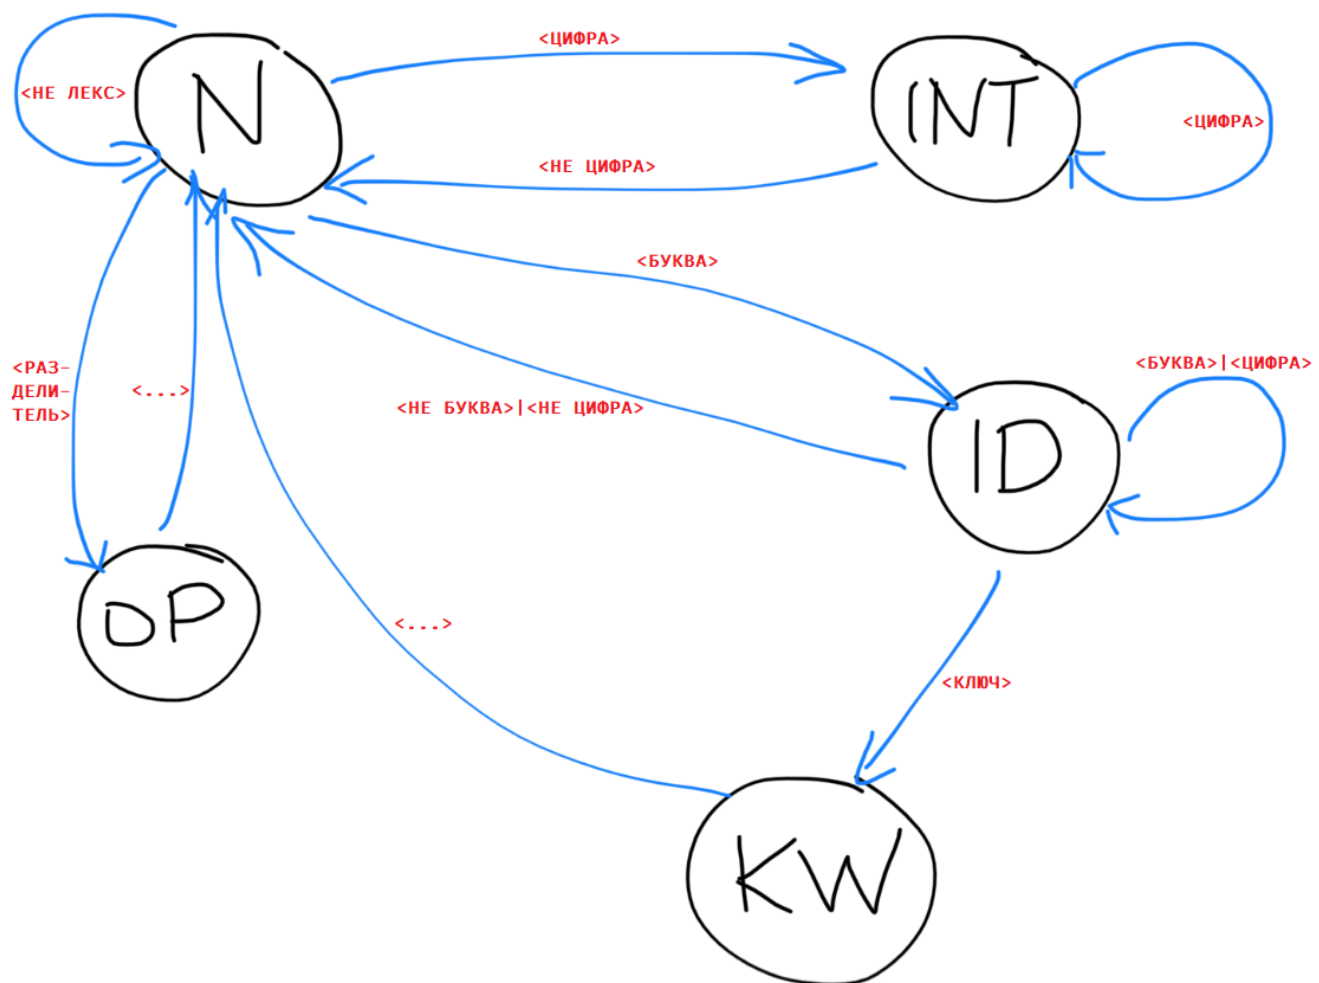 <ЦИФРА>
N
INT
<НЕ ЛЕКС>
<ЦИФРА>
<НЕ ЦИФРА>
<БУКВА>
<БУКВА>|<ЦИФРА>
<РАЗ-
ДЕЛИ-
ТЕЛЬ>
<...>
<НЕ БУКВА>|<НЕ ЦИФРА>
ID
OP
<...>
<КЛЮЧ>
KW